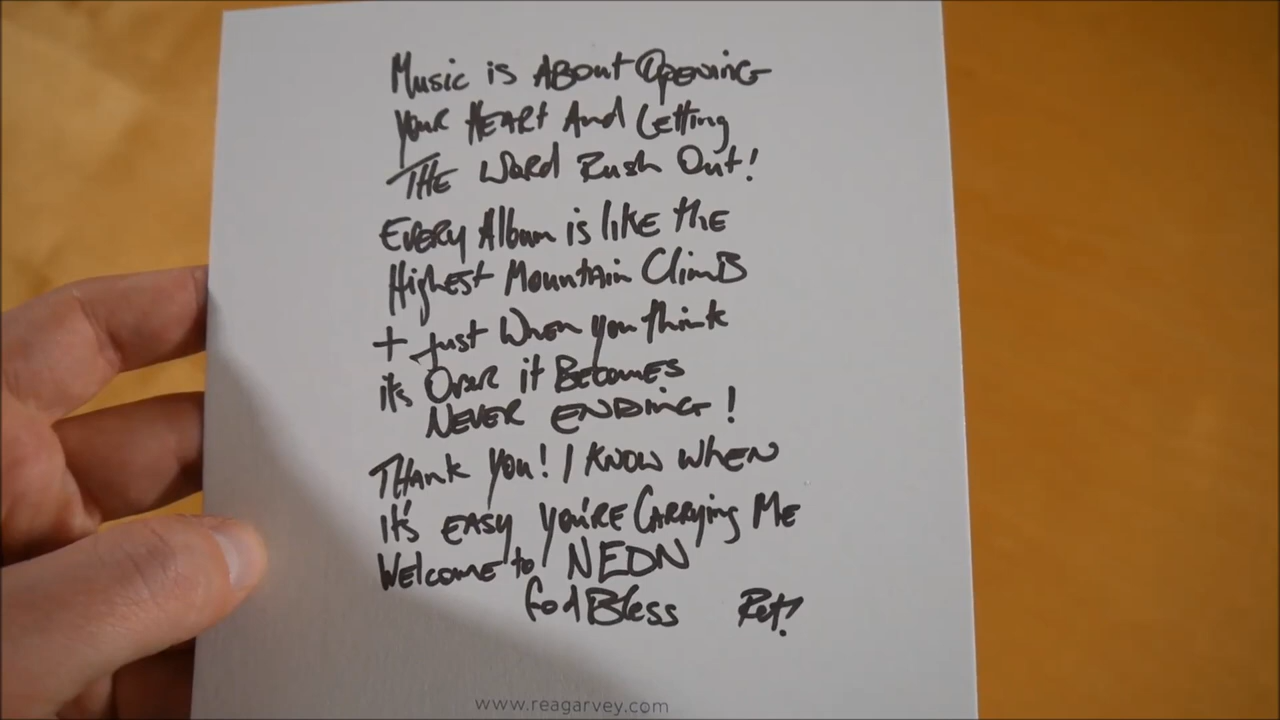 Music is ABOUT OPENING
YOUR HEART And Letting
THE WORD Rush Out!
EVERY Album is likE the
HigheST Mountain ClimB
+ Just When you think
its OVER it BECOMES
NEVER ENDING!
THank You! I KNOW WHEN
It's EASY YOU'RE CARRYING ME
WELCOME to NEON
God Bless
www.reagarvey.com